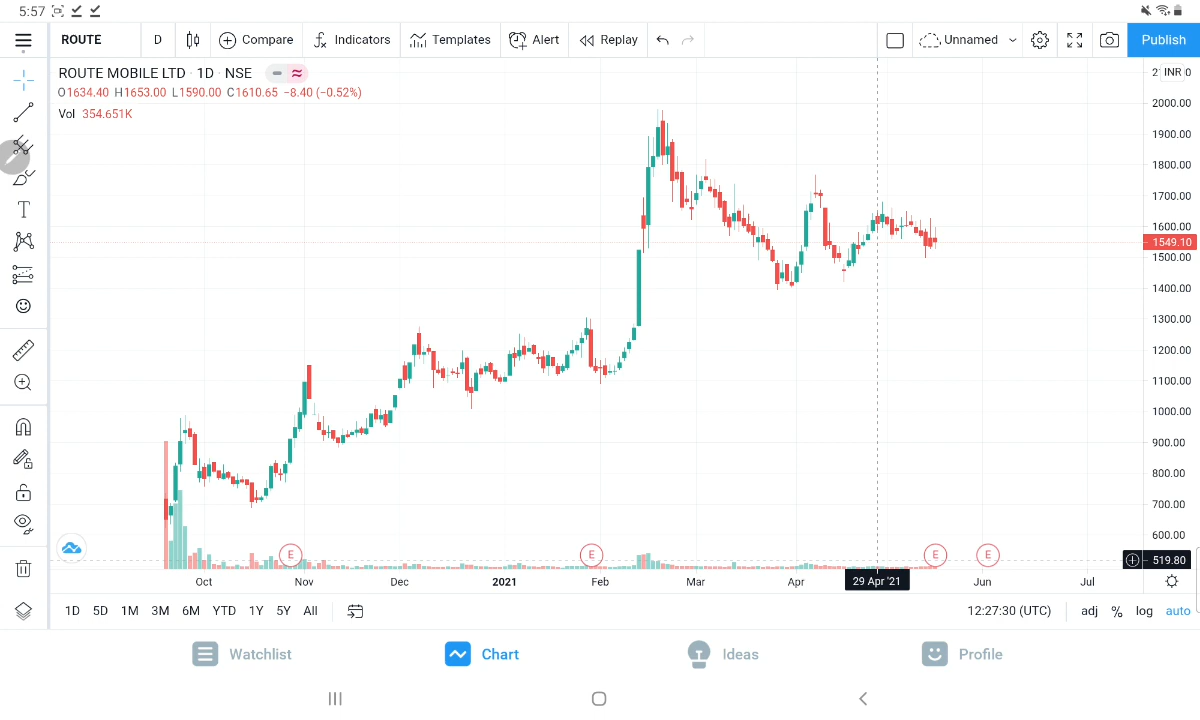 5:57
ROUTE D Compare Indicators Templates Alert Replay Unnamed Publish
ROUTE MOBILE LTD · 1D · NSE
O1634.40 H1653.00 L1590.00 C1610.65 −8.40 (−0.52%)
Vol 354.651K
INR
2000.00
1900.00
1800.00
1700.00
1600.00
1549.10
1500.00
1400.00
1300.00
1200.00
1100.00
1000.00
900.00
800.00
700.00
600.00
519.80
E E E E
Oct Nov Dec 2021 Feb Mar Apr 29 Apr '21 Jun Jul
1D 5D 1M 3M 6M YTD 1Y 5Y All 12:27:30 (UTC) adj % log auto
Watchlist Chart Ideas Profile